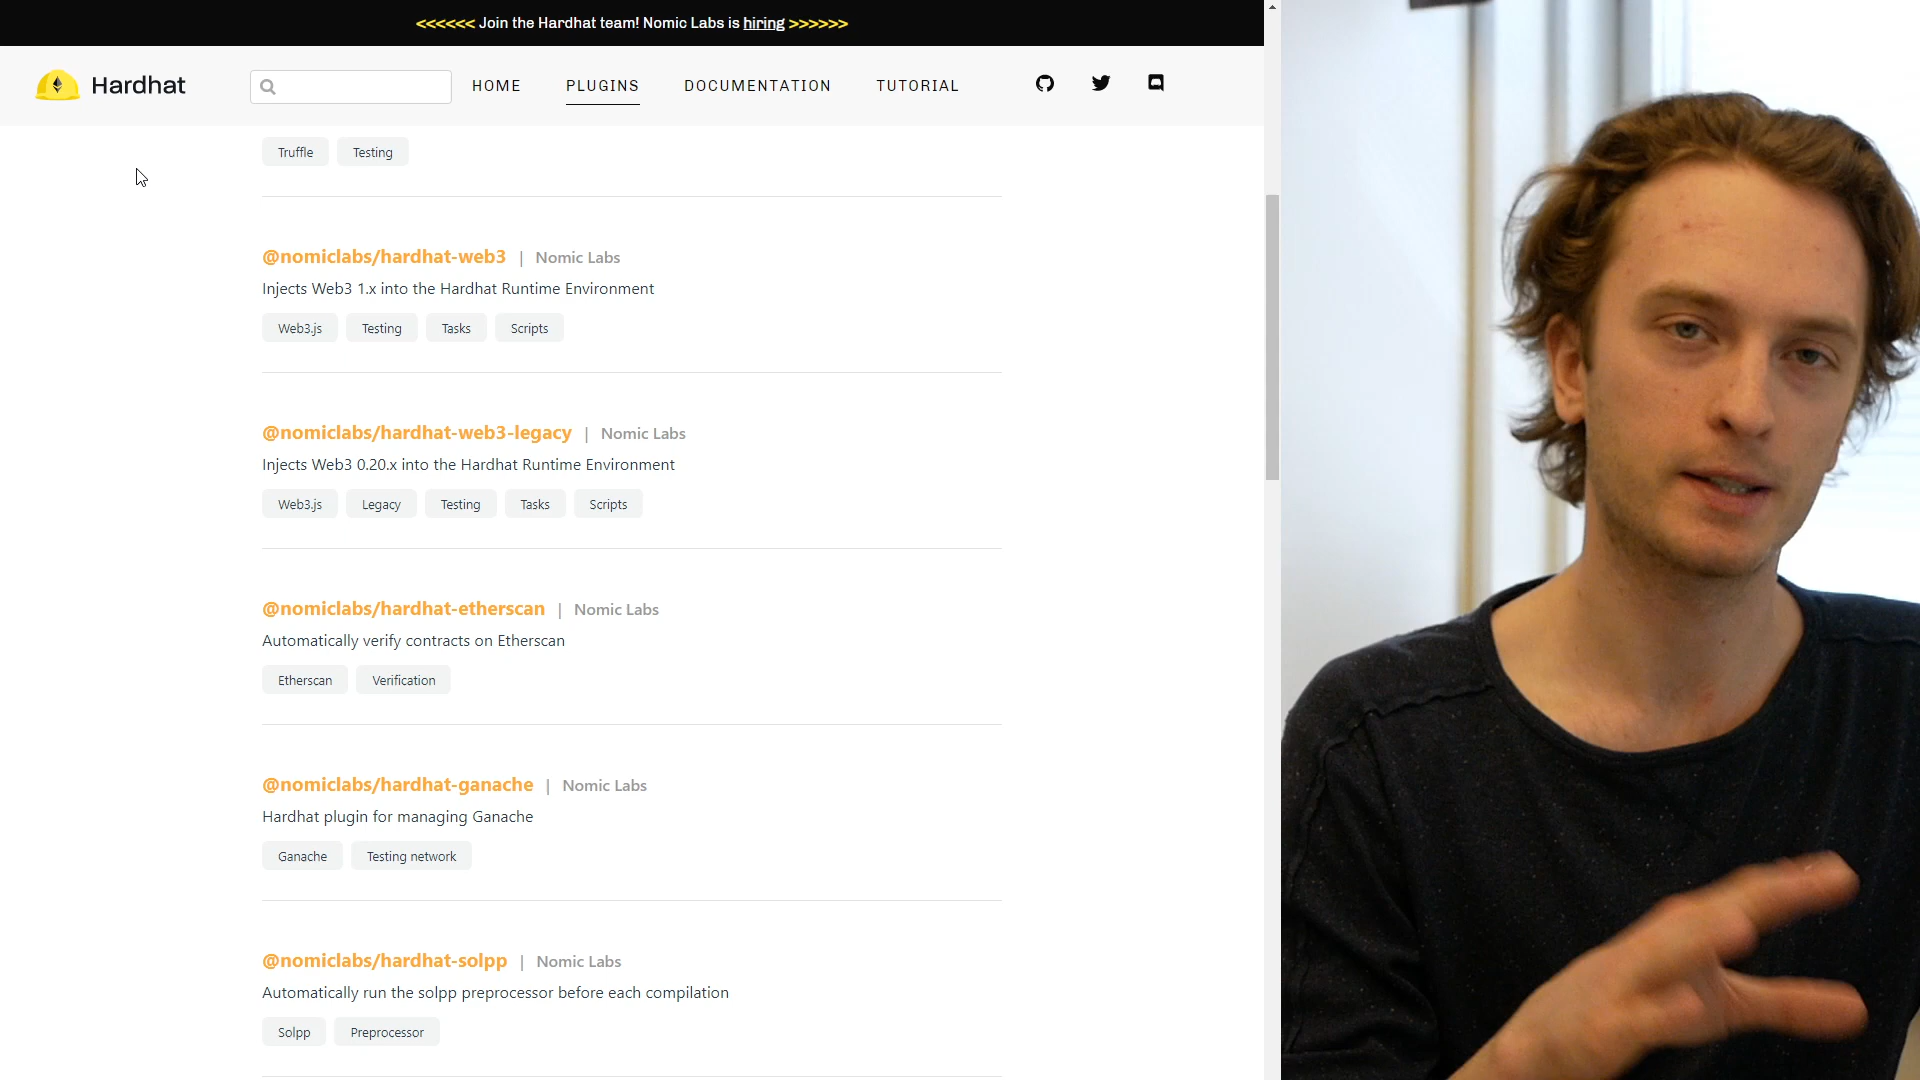 <<<<<< Join the Hardhat team! Nomic Labs is hiring >>>>>>
Hardhat
HOME
PLUGINS
DOCUMENTATION
TUTORIAL
Truffle
Testing
@nomiclabs/hardhat-web3 | Nomic Labs
Injects Web3 1.x into the Hardhat Runtime Environment
Web3.js
Testing
Tasks
Scripts
@nomiclabs/hardhat-web3-legacy | Nomic Labs
Injects Web3 0.20.x into the Hardhat Runtime Environment
Web3.js
Legacy
Testing
Tasks
Scripts
@nomiclabs/hardhat-etherscan | Nomic Labs
Automatically verify contracts on Etherscan
Etherscan
Verification
@nomiclabs/hardhat-ganache | Nomic Labs
Hardhat plugin for managing Ganache
Ganache
Testing network
@nomiclabs/hardhat-solpp | Nomic Labs
Automatically run the solpp preprocessor before each compilation
Solpp
Preprocessor